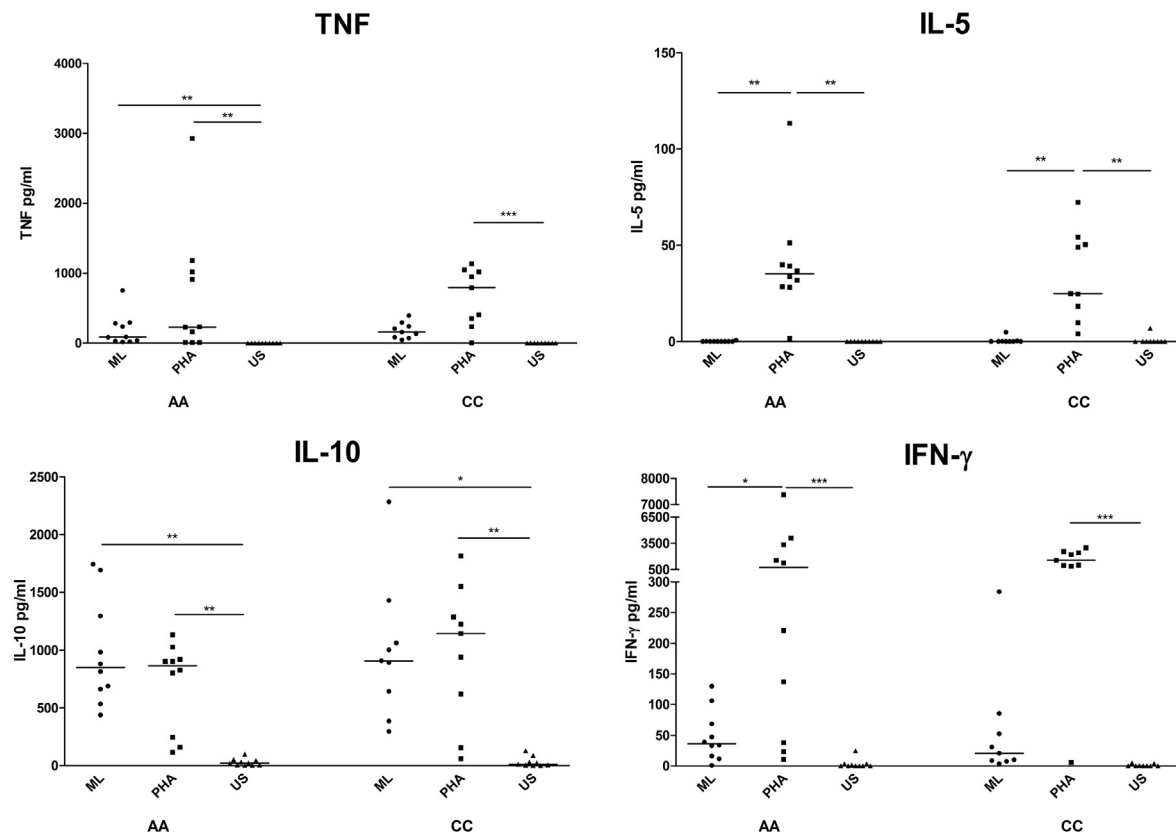 TNF
4000
3000
2000
1000
0
TNF pg/ml
**
**
***
ML PHA US ML PHA US
AA CC
IL-5
150
100
50
0
IL-5 pg/ml
** **
** **
ML PHA US ML PHA US
AA CC
IL-10
2500
2000
1500
1000
500
0
IL-10 pg/ml
**
**
*
**
ML PHA US ML PHA US
AA CC
IFN-γ
8000
7000
6500
3500
500
300
250
200
150
100
50
0
IFN-γ pg/ml
* ***
***
ML PHA US ML PHA US
AA CC